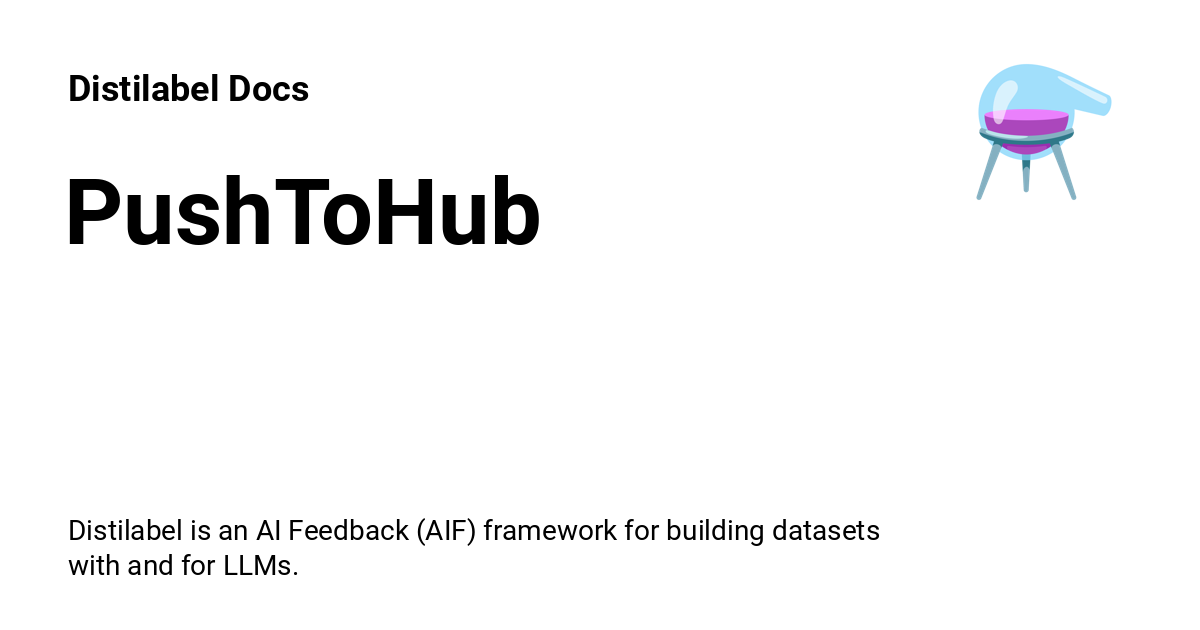 Distilabel Docs
PushToHub
Distilabel is an AI Feedback (AIF) framework for building datasets
with and for LLMs.